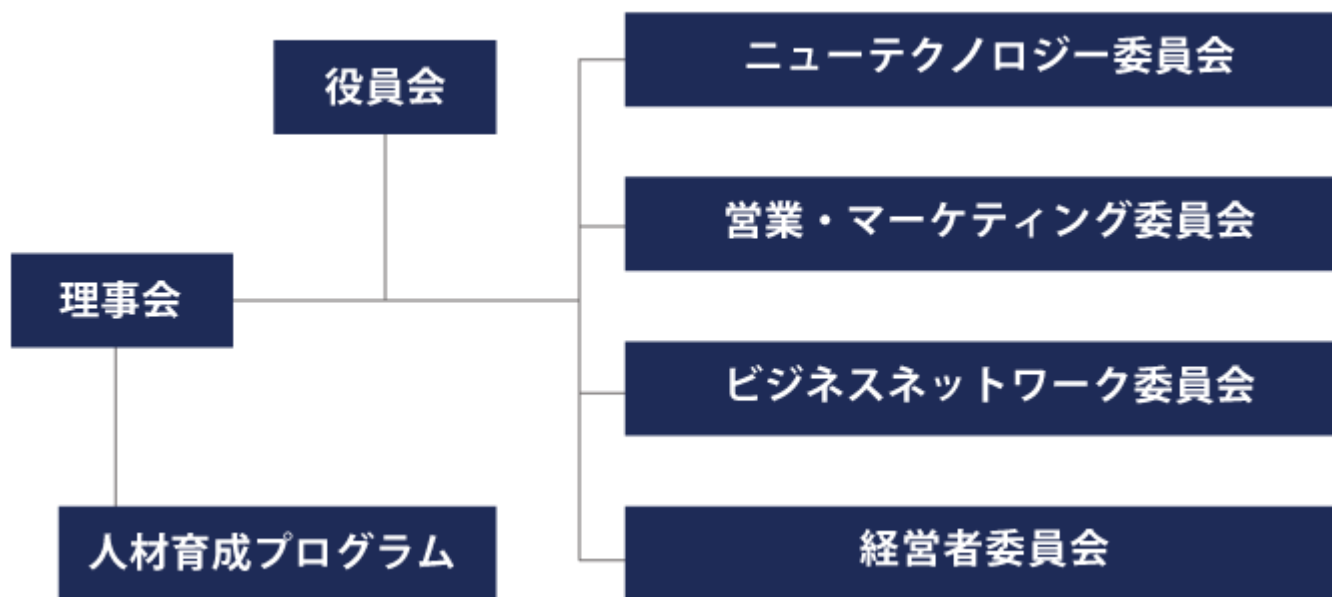 役員会
理事会
人材育成プログラム
ニューテクノロジー委員会
営業・マーケティング委員会
ビジネスネットワーク委員会
経営者委員会